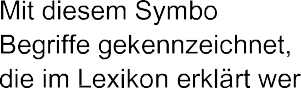 Mit diesem Symbo
Begriffe gekennzeichnet,
die im Lexikon erklärt wer